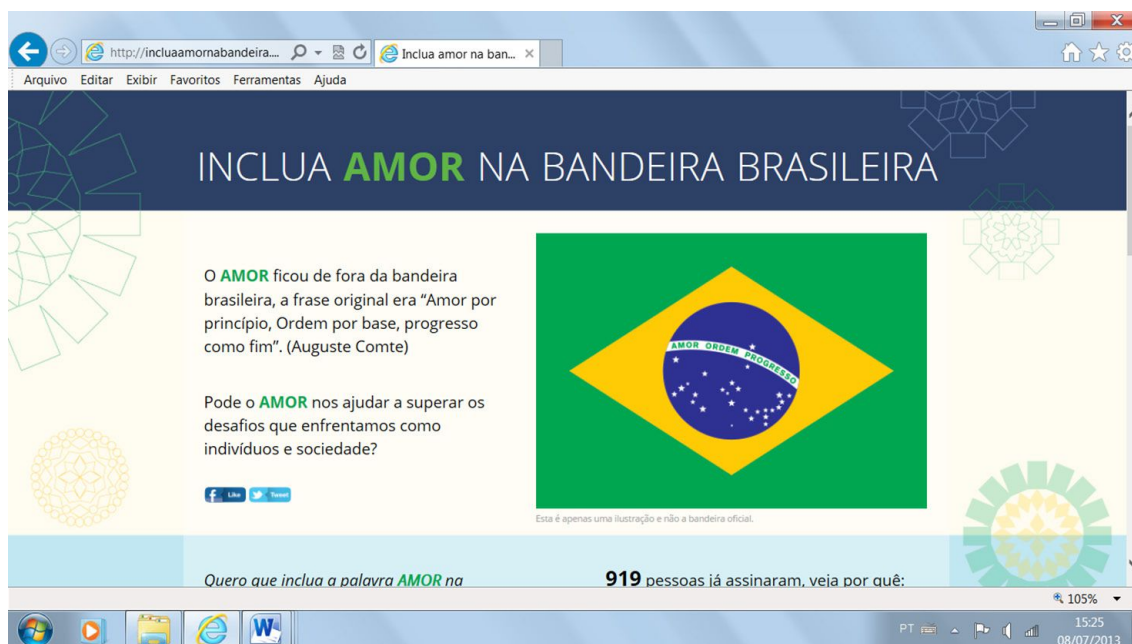 http://incluaamornabandeira....
Inclua amor na ban...
Arquivo Editar Exibir Favoritos Ferramentas Ajuda
INCLUA AMOR NA BANDEIRA BRASILEIRA
O AMOR ficou de fora da bandeira
brasileira, a frase original era “Amor por
princípio, Ordem por base, progresso
como fim”. (Auguste Comte)
Pode o AMOR nos ajudar a superar os
desafios que enfrentamos como
indivíduos e sociedade?
Like Tweet
AMOR ORDEM PROGRESSO
Esta é apenas uma ilustração e não a bandeira oficial.
Quero que inclua a palavra AMOR na
919 pessoas já assinaram, veja por quê:
105%
PT
15:25
08/07/2013